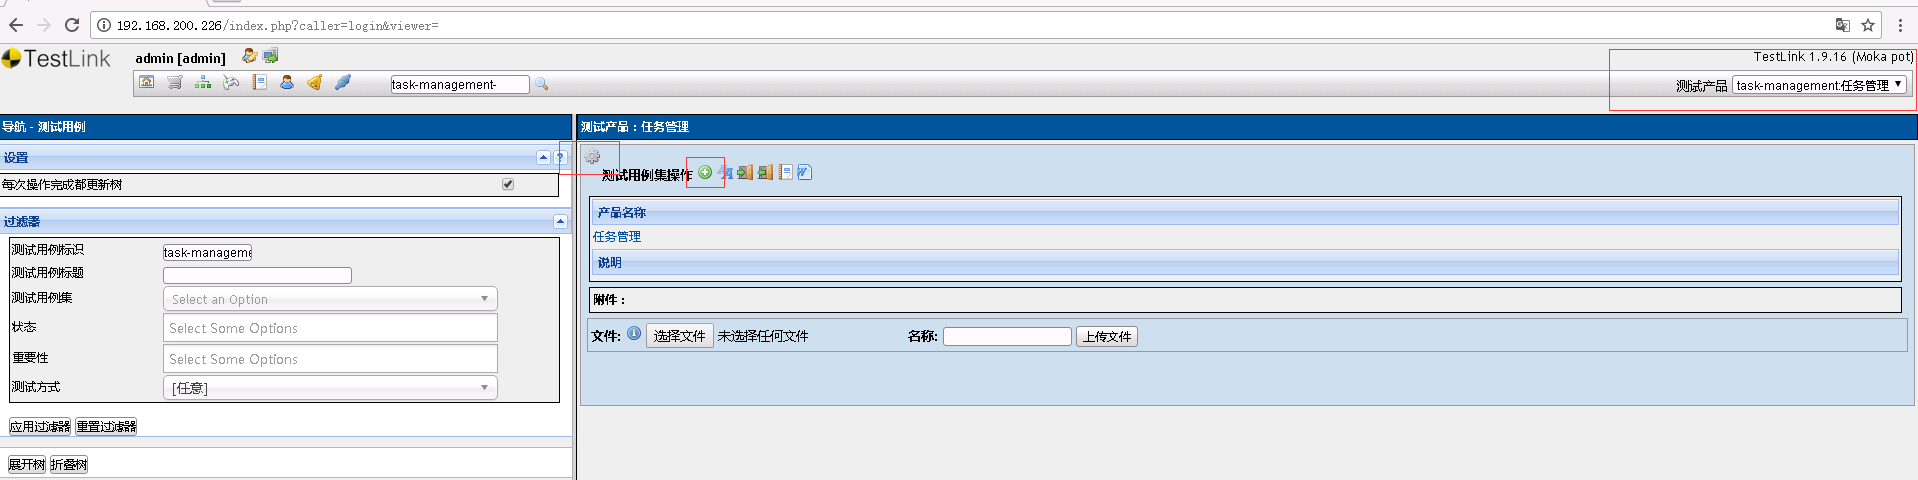 192.168.200.226/index.php?caller=login&viewer=
TestLink
admin [admin]
TestLink 1.9.16 (Moka pot)
task-management-
测试产品 task-management:任务管理
导航 - 测试用例
测试产品 : 任务管理
设置
?
每次操作完成都更新树
测试用例集操作
过滤器
产品名称
任务管理
说明
测试用例标识 task-manageme
测试用例标题
测试用例集 Select an Option
附件 :
状态 Select Some Options
文件: 选择文件 未选择任何文件 名称: 上传文件
重要性 Select Some Options
测试方式 [任意]
应用过滤器 重置过滤器
展开树 折叠树